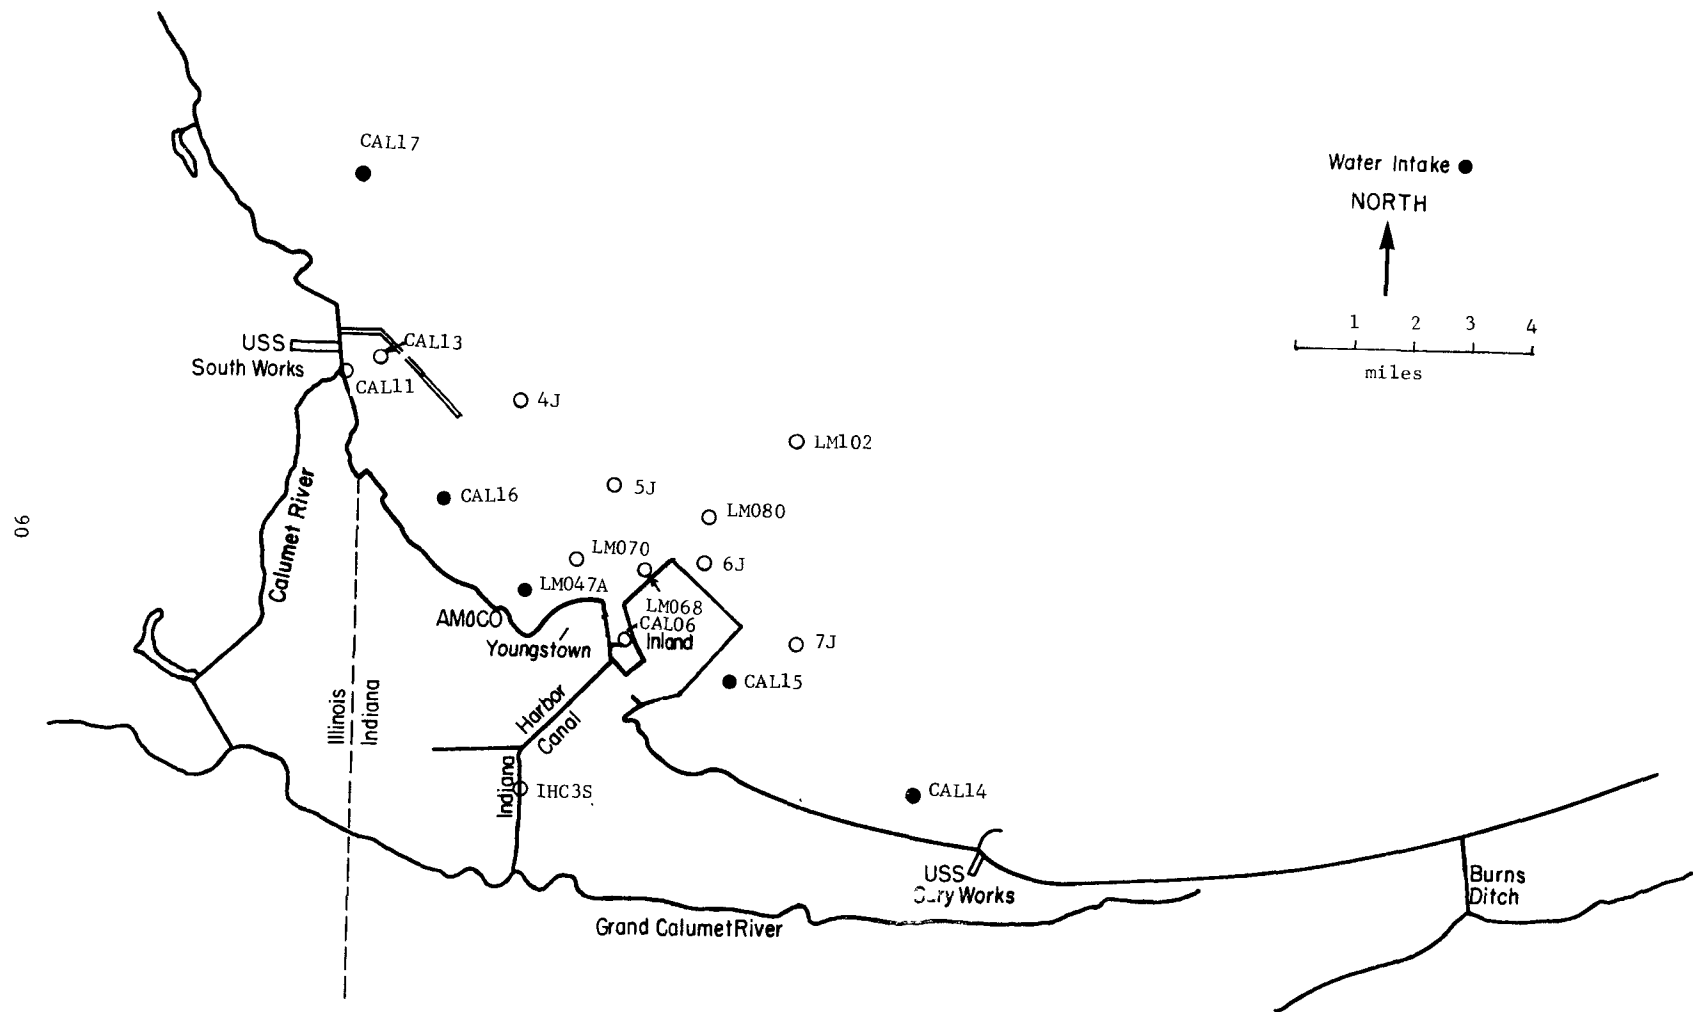 CAL17
Water Intake
NORTH
1 2 3 4
miles
USS
South Works
CAL13
CAL11
4J
LM102
CAL16
5J
LM080
Calumet River
90
LM070
6J
LM047A
LM068
AMOCO
CAL06
Inland
Youngstown
7J
CAL15
Harbor
Canal
Illinois
Indiana
Indiana
IHC3S
CAL14
USS
Works
Burns
Ditch
Grand Calumet River